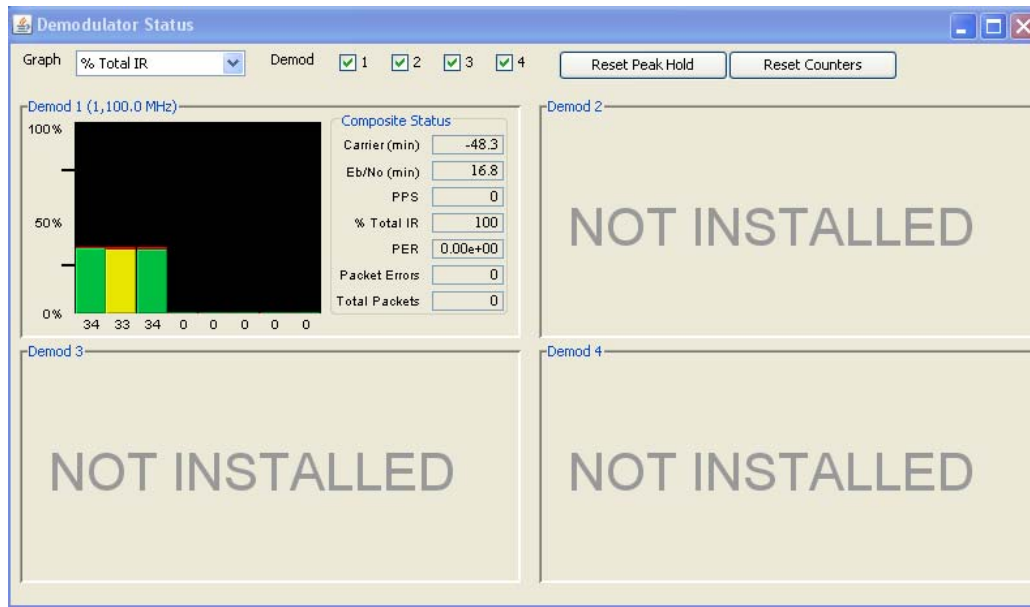 Demodulator Status
Graph % Total IR Demod 1 2 3 4 Reset Peak Hold Reset Counters
Demod 1 (1,100.0 MHz)
100%
50%
0%
34 33 34 0 0 0 0 0
Composite Status
Carrier (min) -48.3
Eb/No (min) 16.8
PPS 0
% Total IR 100
PER 0.00e+00
Packet Errors 0
Total Packets 0
Demod 2
NOT INSTALLED
Demod 3
NOT INSTALLED
Demod 4
NOT INSTALLED